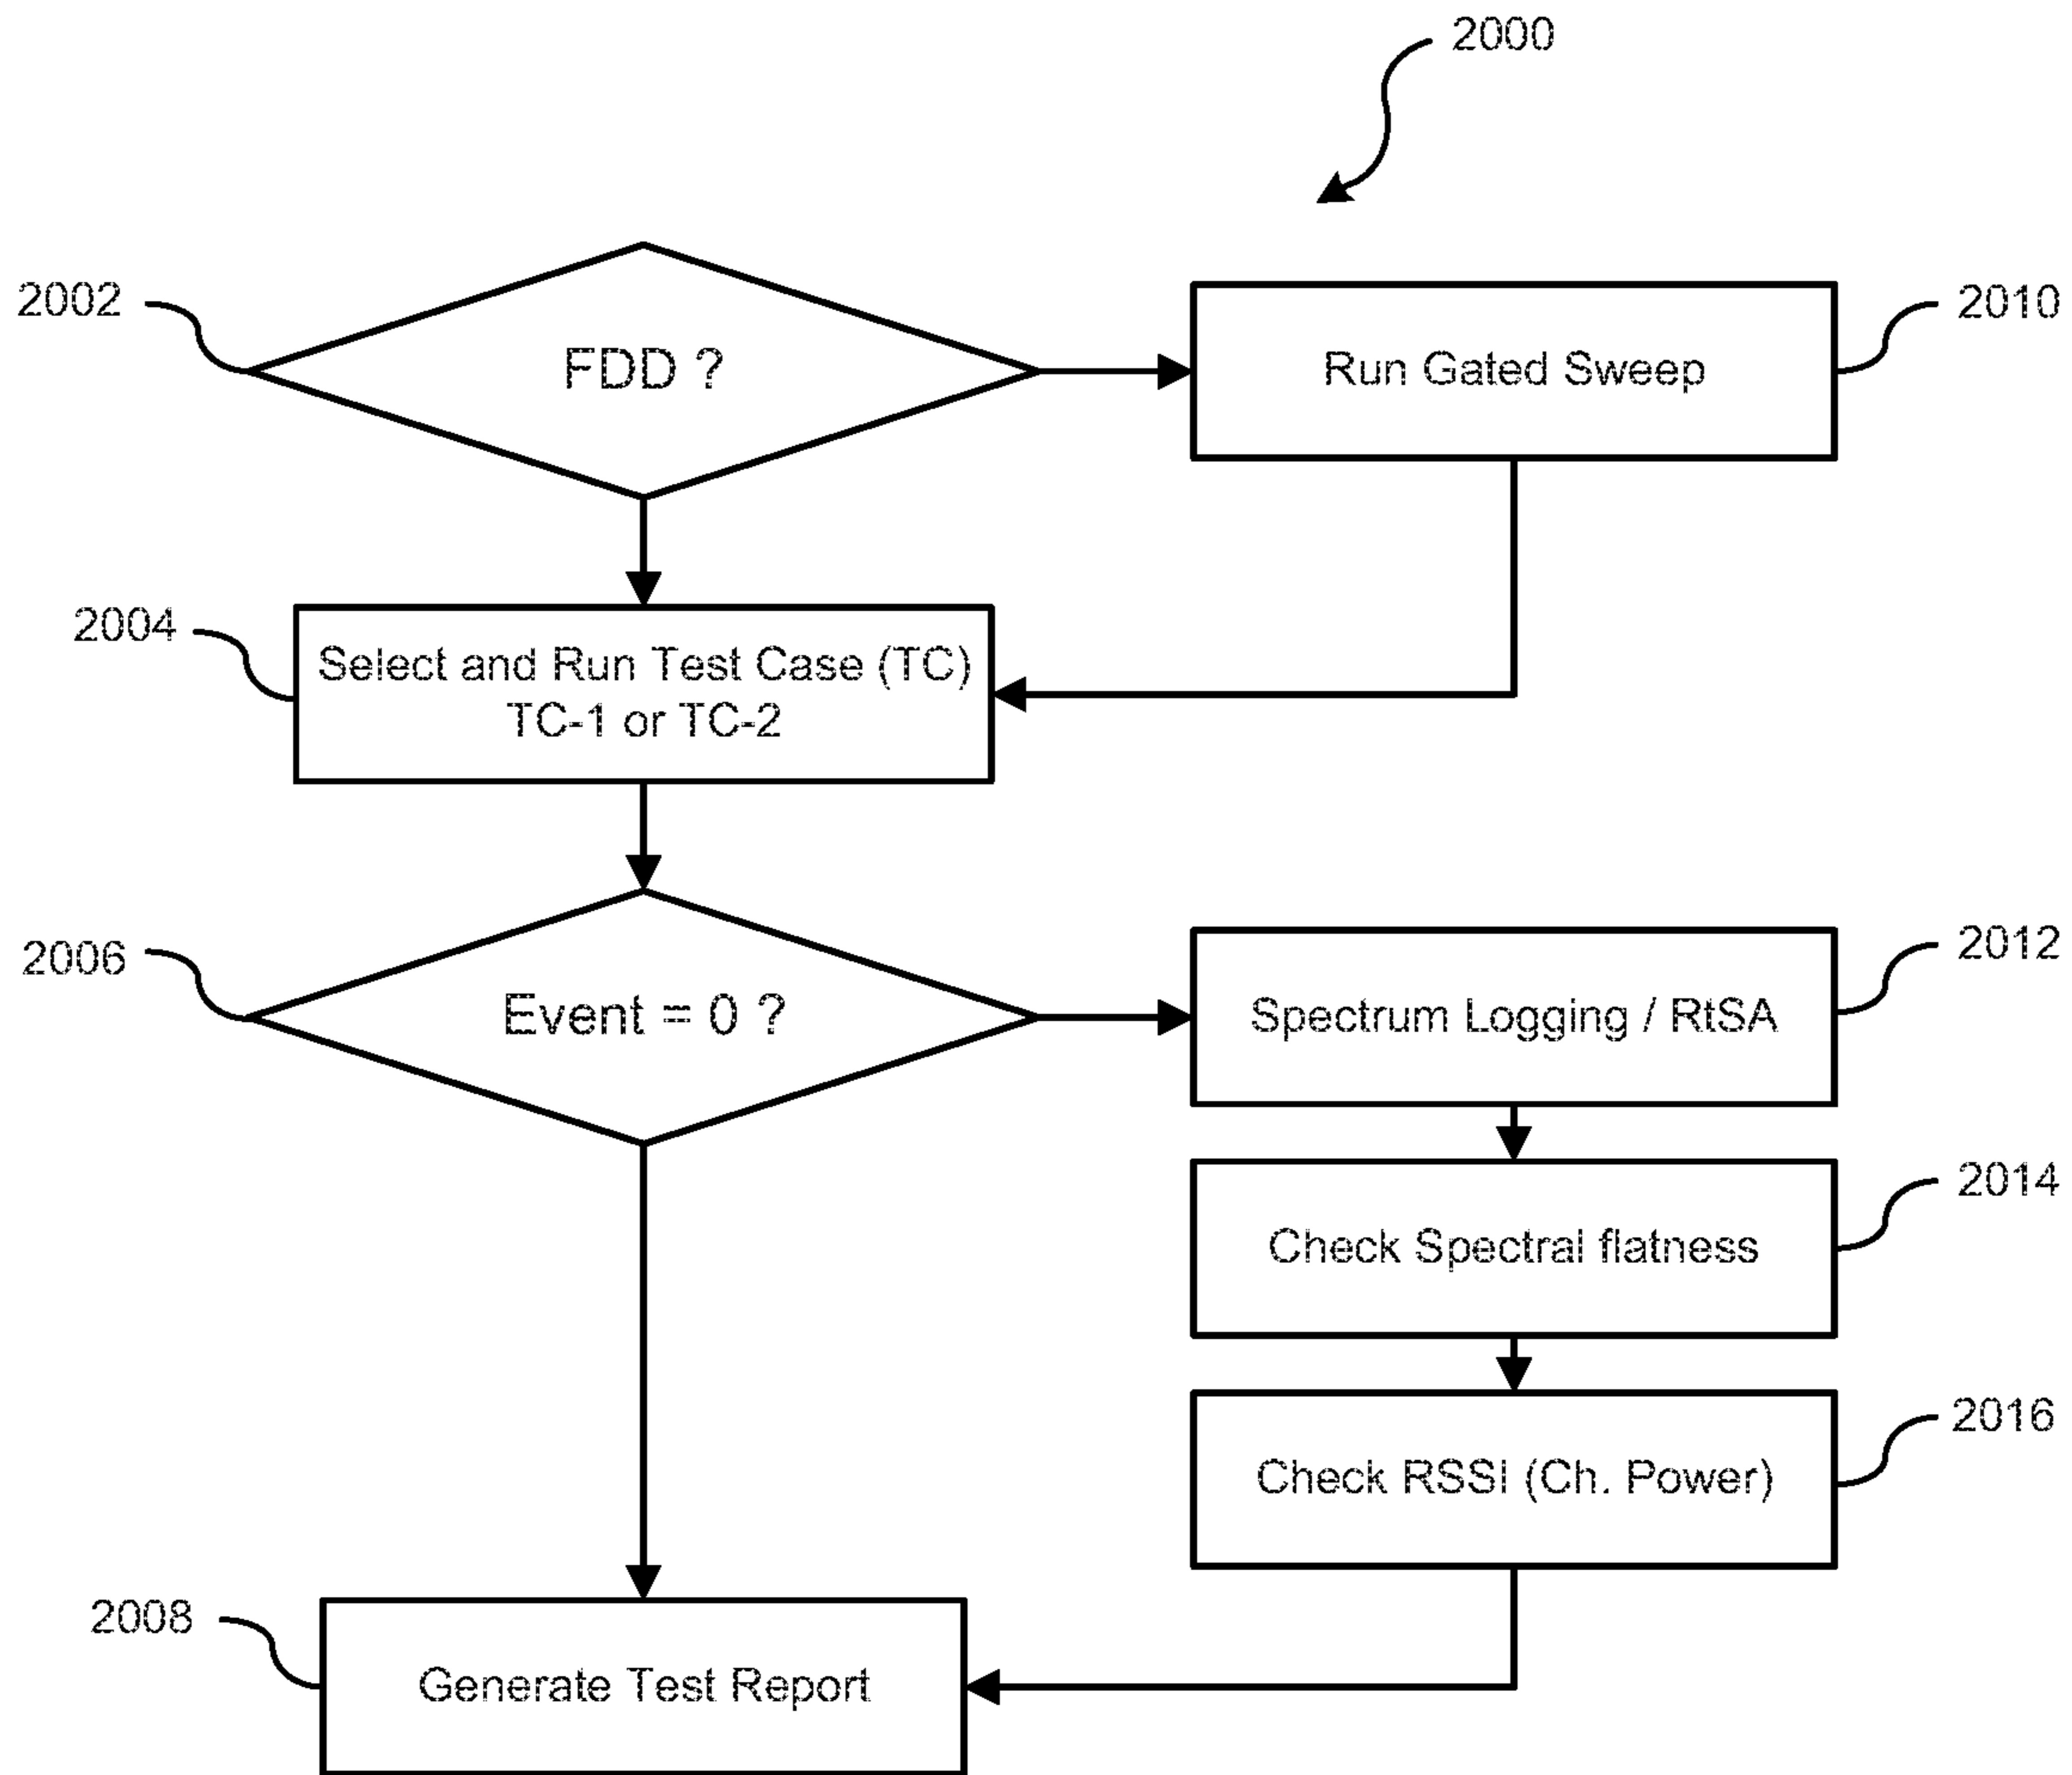 2000
2002
FDD ?
Run Gated Sweep
2010
2004
Select and Run Test Case (TC)
TC-1 or TC-2
2006
Event = 0 ?
2012
Spectrum Logging / RtSA
2014
Check Spectral flatness
2016
Check RSSI (Ch. Power)
2008
Generate Test Report